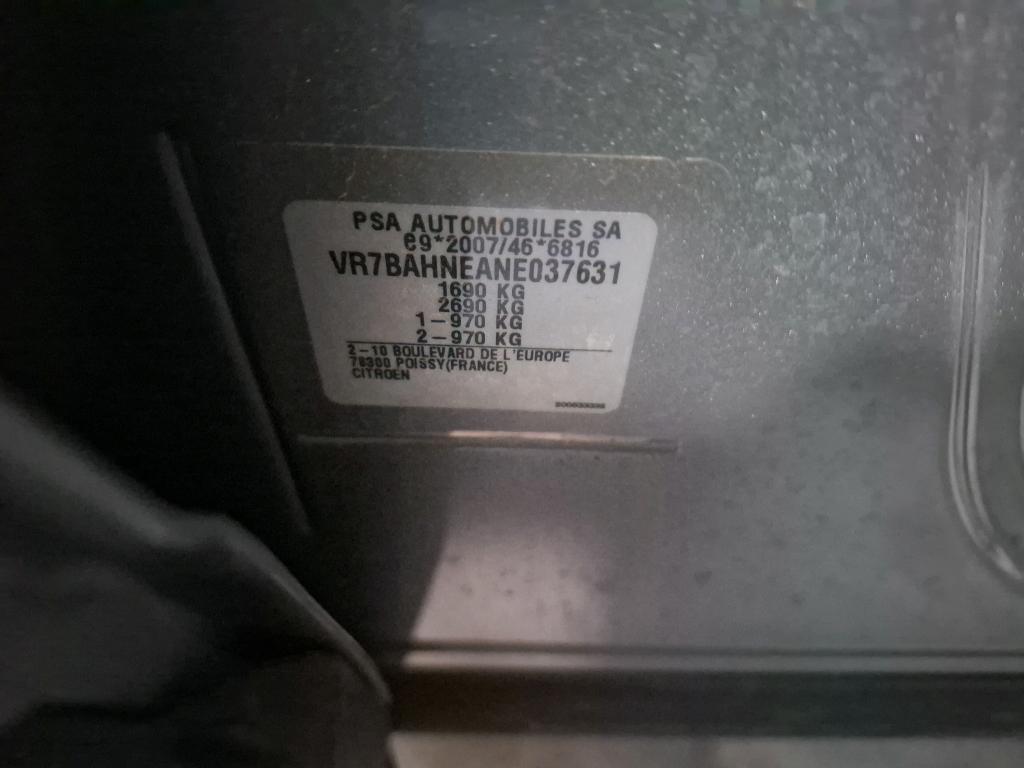 PSA AUTOMOBILES SA
e9*2007/46*6816
VR7BAHNEANE037631
1690 KG
2690 KG
1-970 KG
2-970 KG
2-10 BOULEVARD DE L'EUROPE
78300 POISSY(FRANCE)
CITROEN